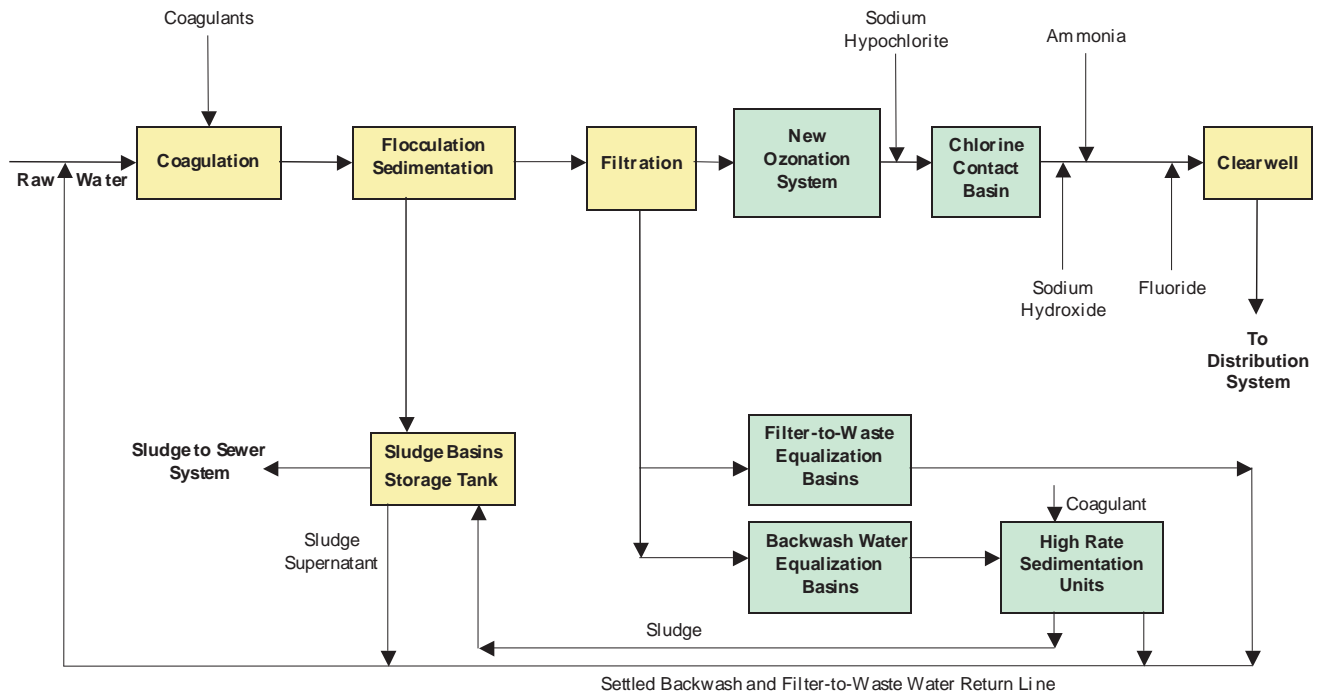 Coagulants
Sodium
Hypochlorite
Ammonia
Raw Water
Coagulation
Flocculation
Sedimentation
Filtration
New
Ozonation
System
Chlorine
Contact
Basin
Clearwell
Sodium
Hydroxide
Fluoride
To
Distribution
System
Sludge to Sewer
System
Sludge Basins
Storage Tank
Filter-to-Waste
Equalization
Basins
Coagulant
Sludge
Supernatant
Backwash Water
Equalization
Basins
High Rate
Sedimentation
Units
Sludge
Settled Backwash and Filter-to-Waste Water Return Line